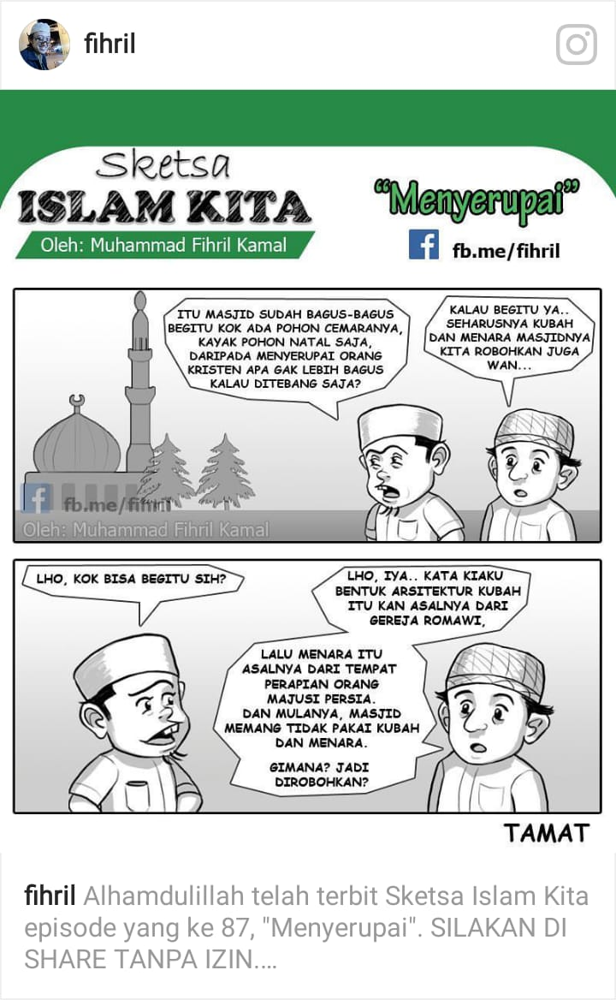 fihril
Sketsa
ISLAM KITA
Oleh: Muhammad Fihril Kamal
“Menyerupai”
fb.me/fihril
ITU MASJID SUDAH BAGUS-BAGUS
BEGITU KOK ADA POHON CEMARANYA,
KAYAK POHON NATAL SAJA,
DARIPADA MENYERUPAI ORANG
KRISTEN APA GAK LEBIH BAGUS
KALAU DITEBANG SAJA?
KALAU BEGITU YA..
SEHARUSNYA KUBAH
DAN MENARA MASJIDNYA
KITA ROBOHKAN JUGA
WAN...
fb.me/fihril
Oleh: Muhammad Fihril Kamal
LHO, KOK BISA BEGITU SIH?
LHO, IYA.. KATA KIAKU
BENTUK ARSITEKTUR KUBAH
ITU KAN ASALNYA DARI
GEREJA ROMAWI,
LALU MENARA ITU
ASALNYA DARI TEMPAT
PERAPIAN ORANG
MAJUSI PERSIA.
DAN MULANYA, MASJID
MEMANG TIDAK PAKAI KUBAH
DAN MENARA.
GIMANA? JADI
DIROBOHKAN?
TAMAT
fihril Alhamdulillah telah terbit Sketsa Islam Kita
episode yang ke 87, "Menyerupai". SILAKAN DI
SHARE TANPA IZIN....